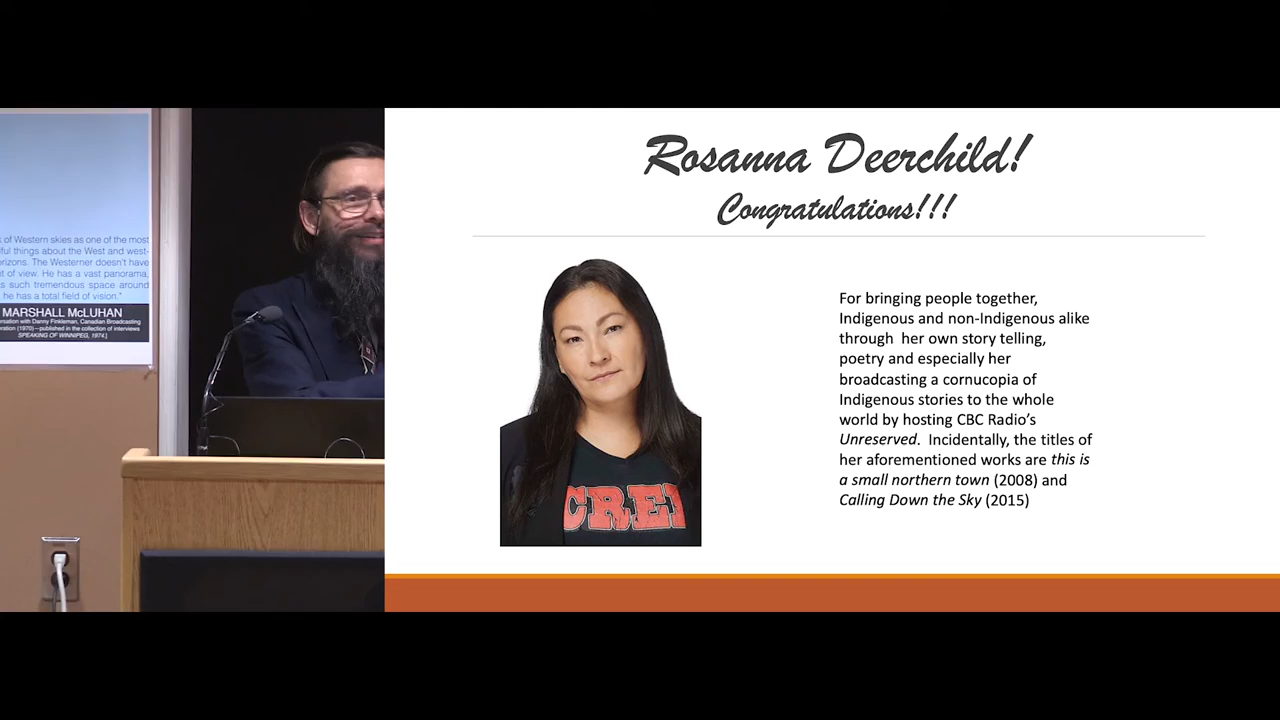 of Western skies as one of the most
things about the West and west-
The Westerner doesn't have
of view. He has a vast panorama,
such tremendous space around
he has a total field of vision."
MARSHALL McLUHAN
with Danny Finkleman, Canadian Broadcasting
(1970)—published in the collection of interviews
SPEAKING OF WINNIPEG, 1974.]
Rosanna Deerchild!
Congratulations!!!
For bringing people together,
Indigenous and non-Indigenous alike
through her own story telling,
poetry and especially her
broadcasting a cornucopia of
Indigenous stories to the whole
world by hosting CBC Radio's
Unreserved. Incidentally, the titles of
her aforementioned works are this is
a small northern town (2008) and
Calling Down the Sky (2015)
CREE